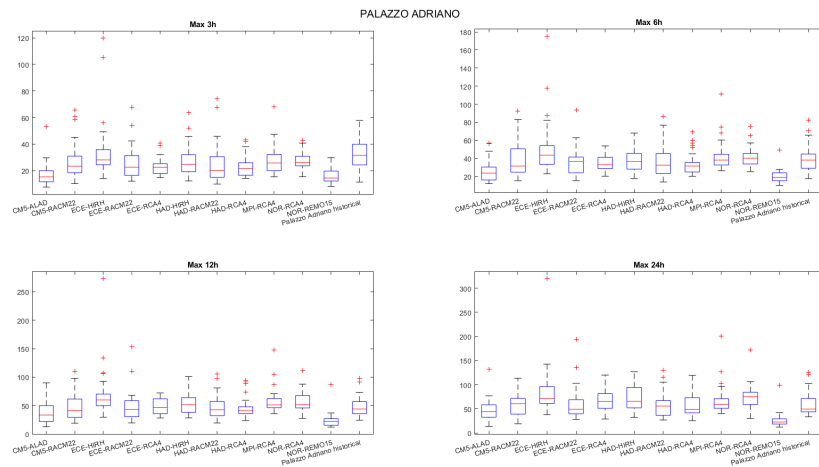 PALAZZO ADRIANO
Max 3h
120
100
80
60
40
20
CM5-ALAD
CM5-RACM22
ECE-HIRH
ECE-RACM22
ECE-RCA4
HAD-HIRH
HAD-RACM22
HAD-RCA4
MPI-RCA4
NOR-RCA4
NOR-REMO15
Palazzo Adriano historical
Max 6h
180
160
140
120
100
80
60
40
20
CM5-ALAD
CM5-RACM22
ECE-HIRH
ECE-RACM22
ECE-RCA4
HAD-HIRH
HAD-RACM22
HAD-RCA4
MPI-RCA4
NOR-RCA4
NOR-REMO15
Palazzo Adriano historical
Max 12h
250
200
150
100
50
0
CM5-ALAD
CM5-RACM22
ECE-HIRH
ECE-RACM22
ECE-RCA4
HAD-HIRH
HAD-RACM22
HAD-RCA4
MPI-RCA4
NOR-RCA4
NOR-REMO15
Palazzo Adriano historical
Max 24h
300
250
200
150
100
50
0
CM5-ALAD
CM5-RACM22
ECE-HIRH
ECE-RACM22
ECE-RCA4
HAD-HIRH
HAD-RACM22
HAD-RCA4
MPI-RCA4
NOR-RCA4
NOR-REMO15
Palazzo Adriano historical